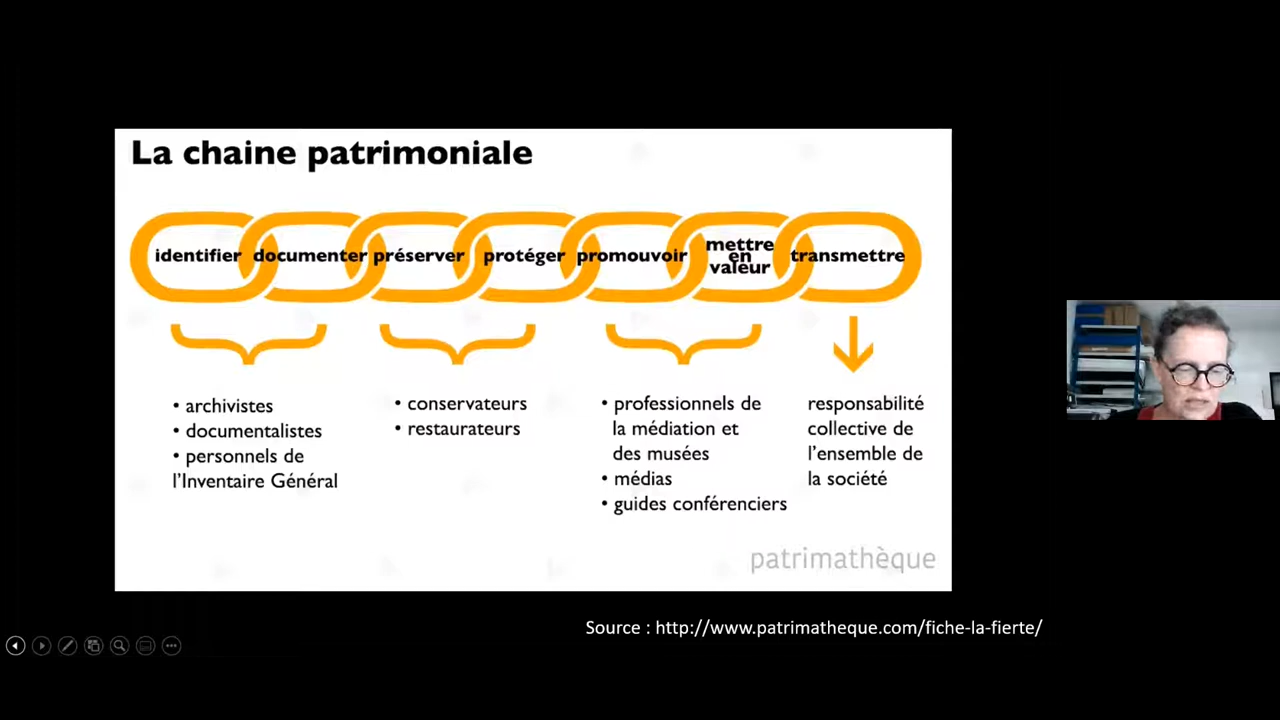 La chaine patrimoniale
identifier documenter préserver protéger promouvoir mettre en valeur transmettre
• archivistes
• documentalistes
• personnels de
l'Inventaire Général
• conservateurs
• restaurateurs
• professionnels de
la médiation et
des musées
• médias
• guides conférenciers
responsabilité
collective de
l'ensemble de
la société
patrimathèque
Source : http://www.patrimatheque.com/fiche-la-fierte/